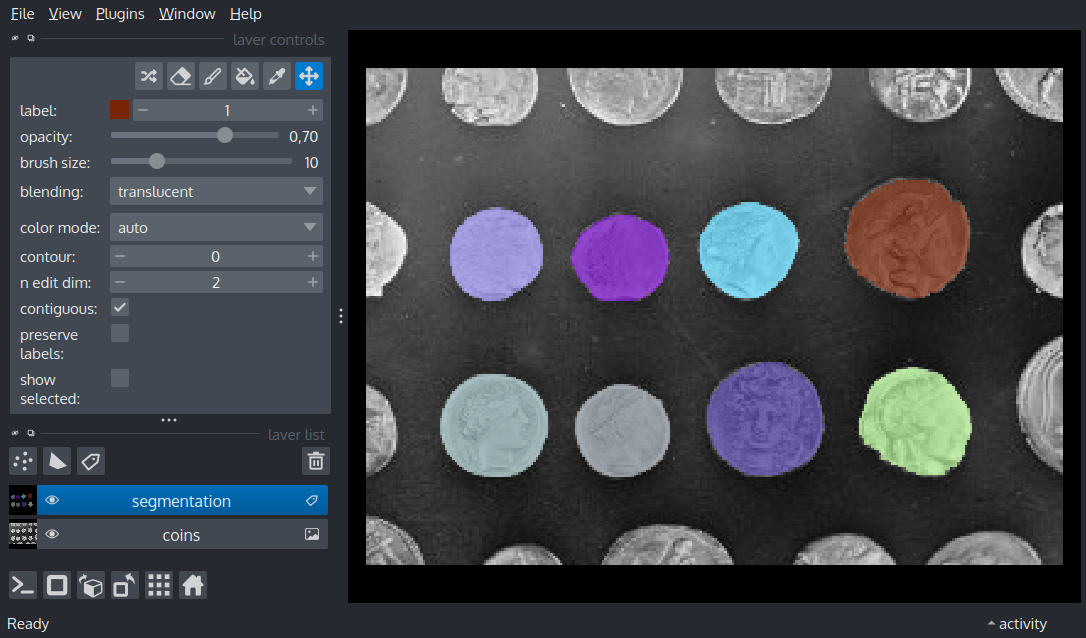 File View Plugins Window Help
layer controls
label: 1
opacity: 0,70
brush size: 10
blending: translucent
color mode: auto
contour: 0
n edit dim: 2
contiguous:
preserve
labels:
show
selected:
layer list
segmentation
coins
Ready
activity